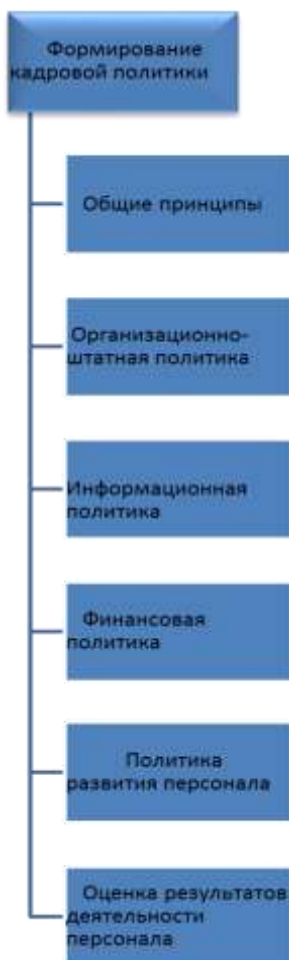 Формирование
кадровой политики
Общие принципы
Организационно-
штатная политика
Информационная
политика
Финансовая
политика
Политика
развития персонала
Оценка результатов
деятельности
персонала